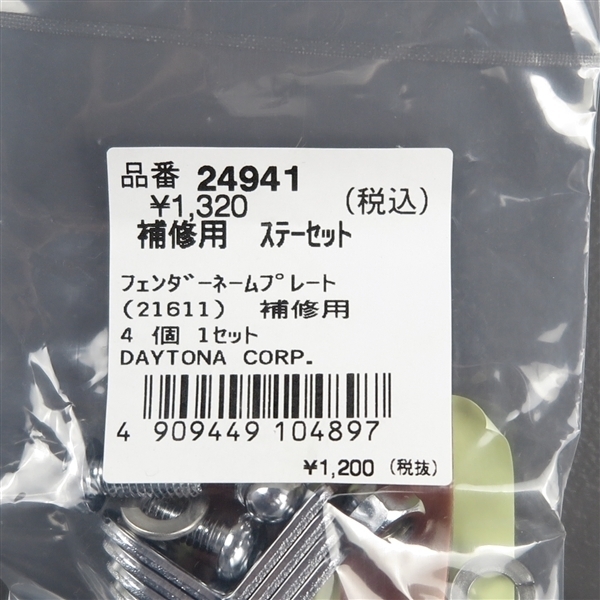 品番 24941
¥1,320 (税込)
補修用 ｽﾃｰｾｯﾄ
ﾌｪﾝﾀﾞｰﾈｰﾑﾌﾟﾚｰﾄ
(21611) 補修用
4 個 1ｾｯﾄ
DAYTONA CORP.
4 909449 104897
¥1,200 (税抜)